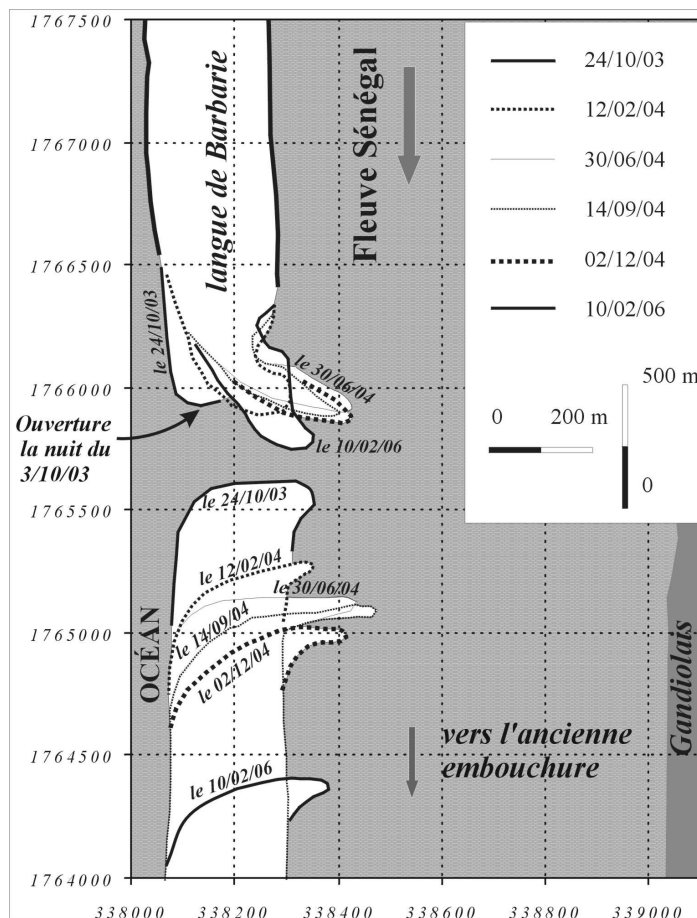 1767500
1767000
1766500
1766000
1765500
1765000
1764500
1764000
338000
338200
338400
338600
338800
339000
langue de Barbarie
Fleuve Sénégal
24/10/03
12/02/04
30/06/04
14/09/04
02/12/04
10/02/06
0
200 m
500 m
0
le 24/10/03
le 30/06/04
Ouverture
la nuit du
3/10/03
le 10/02/06
le 24/10/03
le 12/02/04
le 30/06/04
OCÉAN
le 14/09/04
le 02/12/04
le 10/02/06
vers l'ancienne
embouchure
Gandiolais